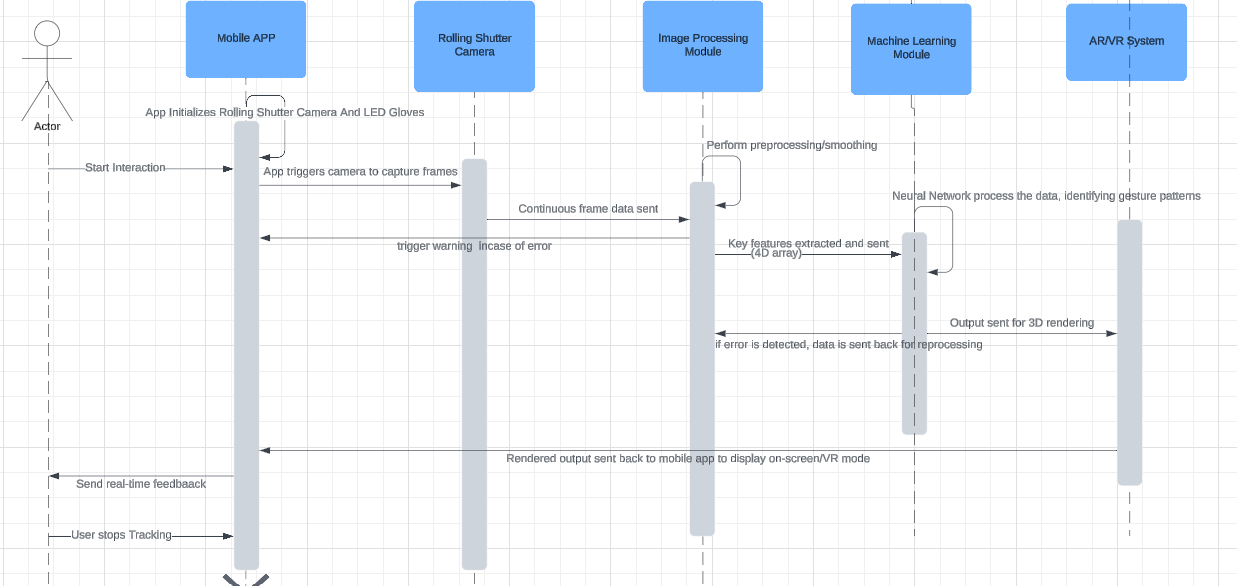 Mobile APP
Rolling Shutter
Camera
Image Processing
Module
Machine Learning
Module
AR/VR System
Actor
App Initializes Rolling Shutter Camera And LED Gloves
Perform preprocessing/smoothing
Start Interaction
App triggers camera to capture frames
Neural Network process the data, identifying gesture patterns
Continuous frame data sent
trigger warning incase of error
Key features extracted and sent
(4D array)
Output sent for 3D rendering
if error is detected, data is sent back for reprocessing
Rendered output sent back to mobile app to display on-screen/VR mode
Send real-time feedbaack
User stops Tracking